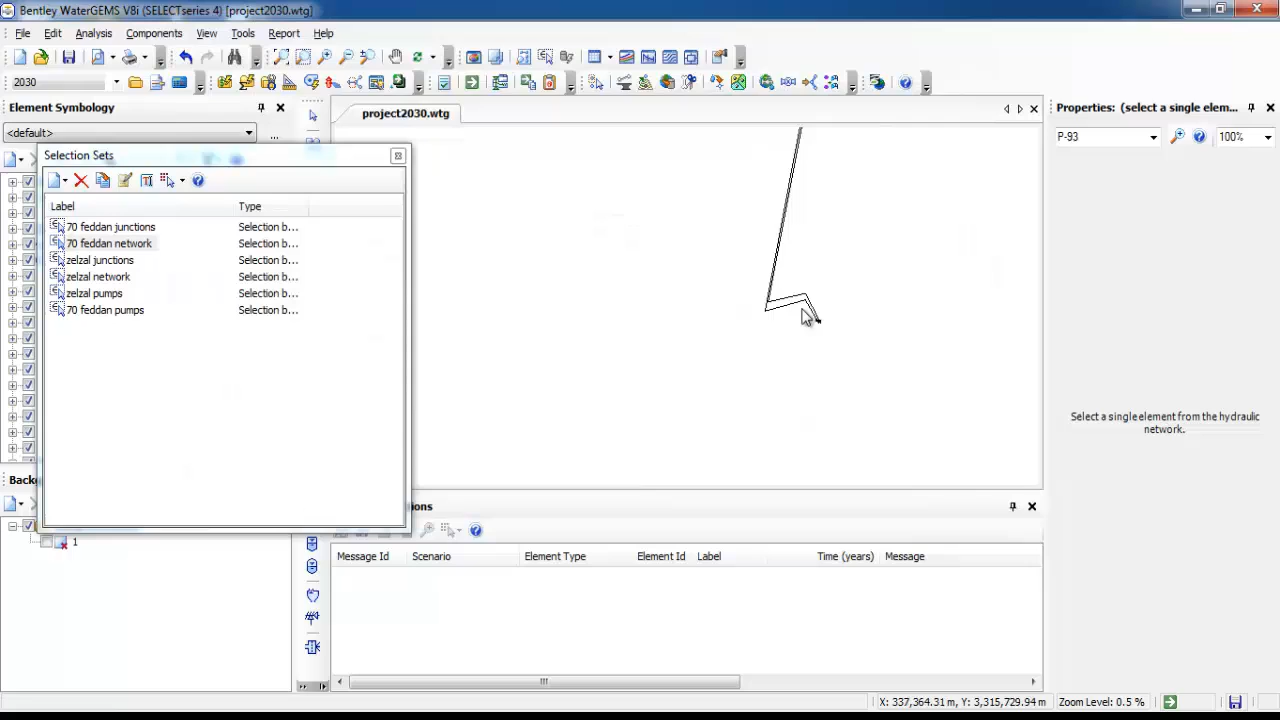 Bentley WaterGEMS V8i (SELECTseries 4) [project2030.wtg]
File Edit Analysis Components View Tools Report Help
2030
Element Symbology
project2030.wtg
Properties: (select a single elem...
<default>
...
P-93
100%
Selection Sets
Label Type
70 feddan junctions Selection b...
70 feddan network Selection b...
zelzal junctions Selection b...
zelzal network Selection b...
zelzal pumps Selection b...
70 feddan pumps Selection b...
Select a single element from the hydraulic
network.
Back
ions
1
Message Id Scenario Element Type Element Id Label Time (years) Message
X: 337,364.31 m, Y: 3,315,729.94 m Zoom Level: 0.5 %